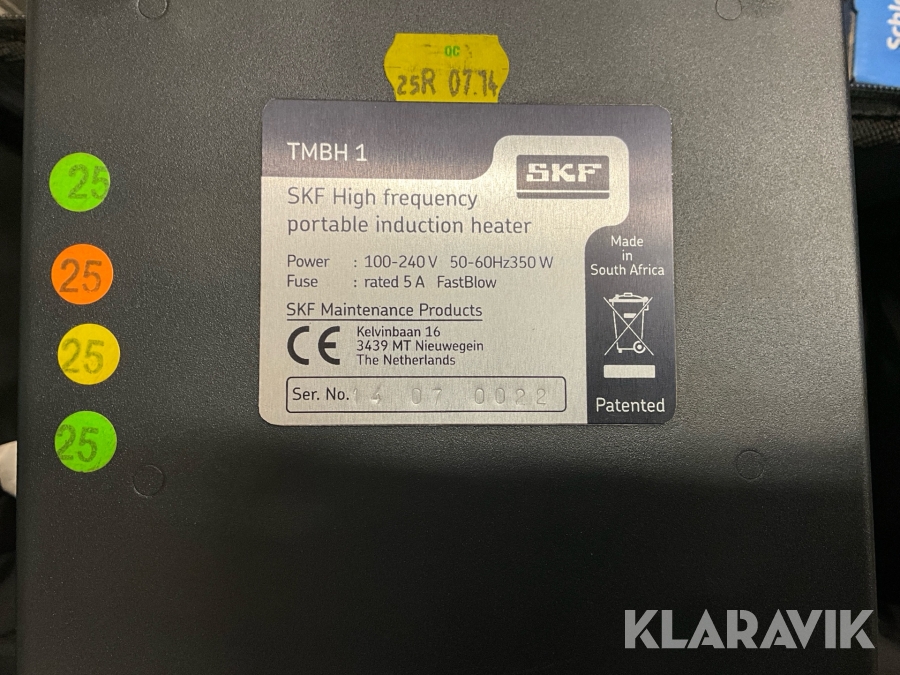 QC
25R 07.14
TMBH 1
SKF
SKF High frequency
portable induction heater
Power : 100-240 V 50-60Hz350 W
Fuse : rated 5 A FastBlow
SKF Maintenance Products
Kelvinbaan 16
3439 MT Nieuwegein
The Netherlands
CE
Ser. No. 14 07 0022
Made
in
South Africa
Patented
25
25
25
25
KLARAVIK